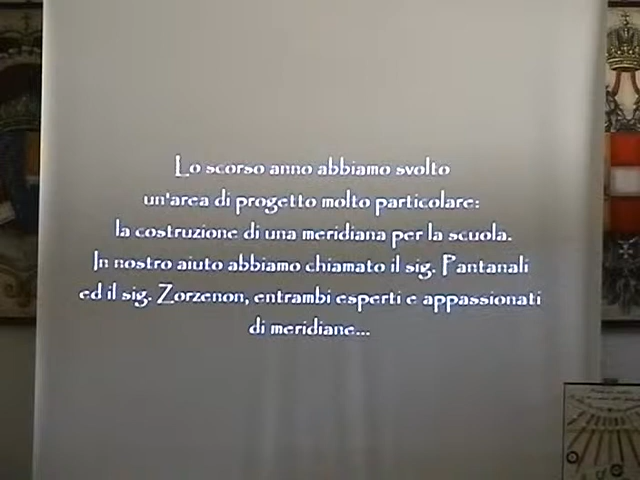 Lo scorso anno abbiamo svolto
un'area di progetto molto particolare:
la costruzione di una meridiana per la scuola.
In nostro aiuto abbiamo chiamato il sig. Pantanali
ed il sig. Zorzenon, entrambi esperti e appassionati
di meridiane...